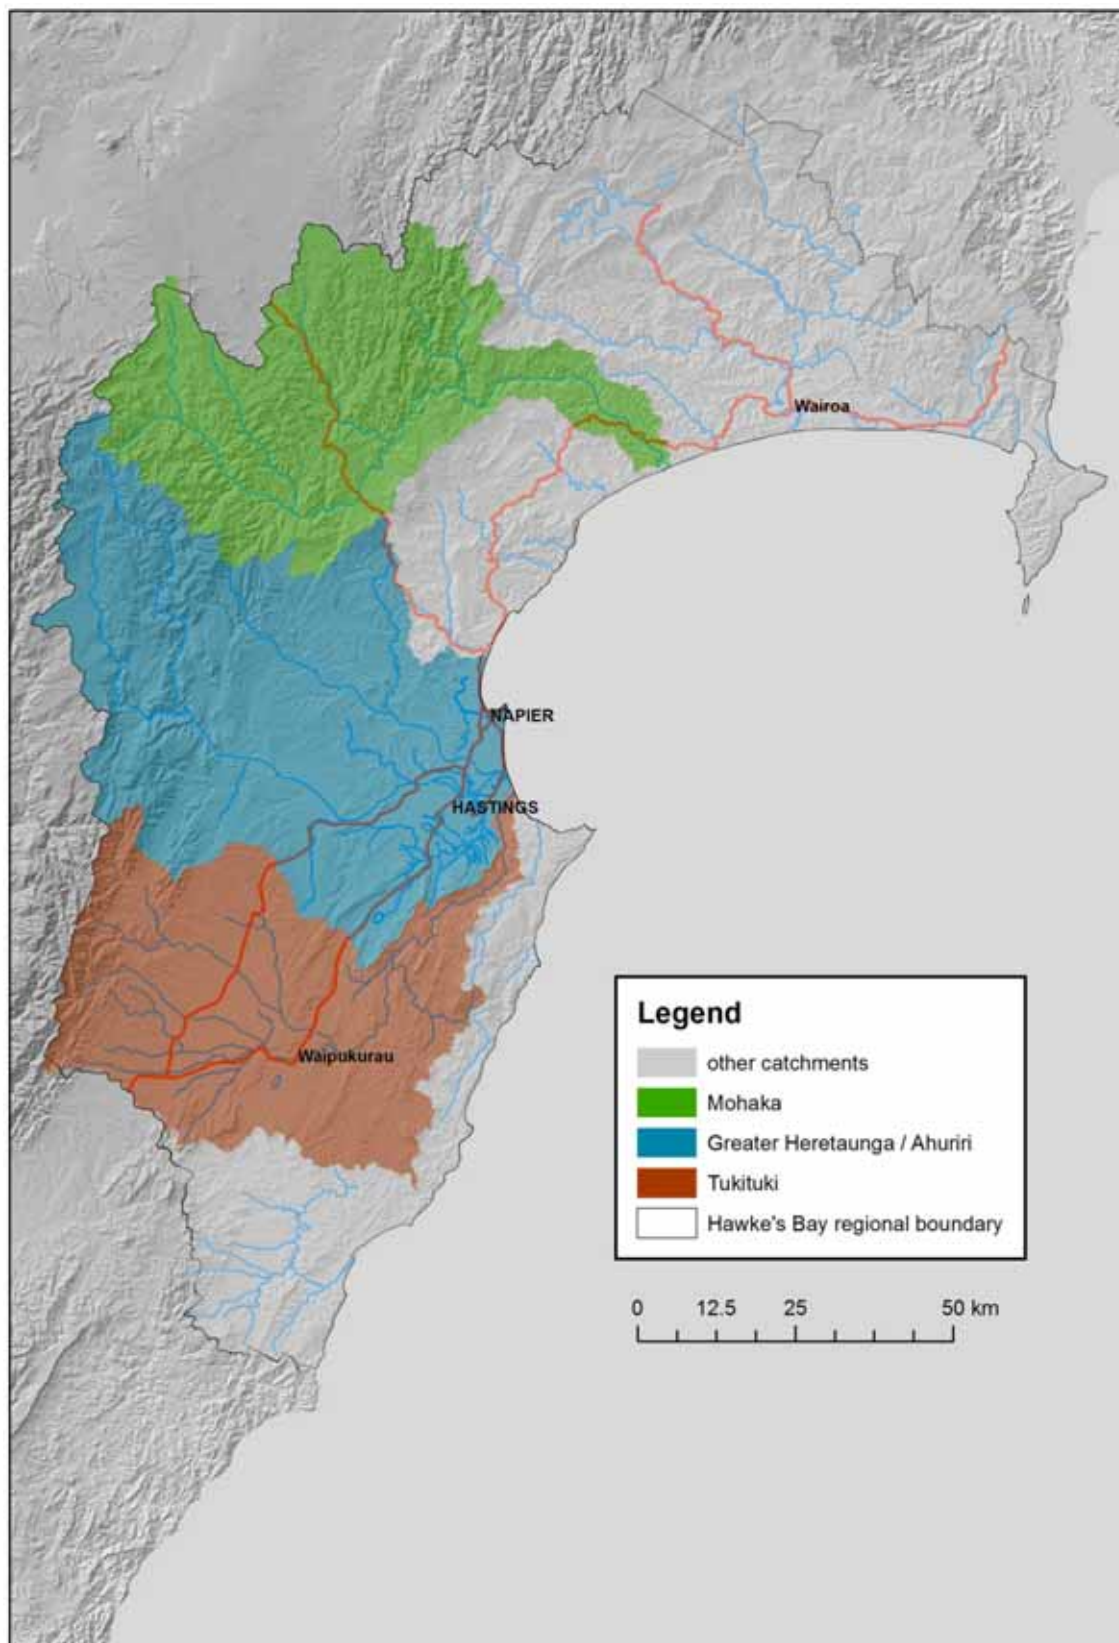 Wairoa
NAPIER
HASTINGS
Waipukurau
Legend
other catchments
Mohaka
Greater Heretaunga / Ahuriri
Tukituki
Hawke's Bay regional boundary
0 12.5 25 50 km